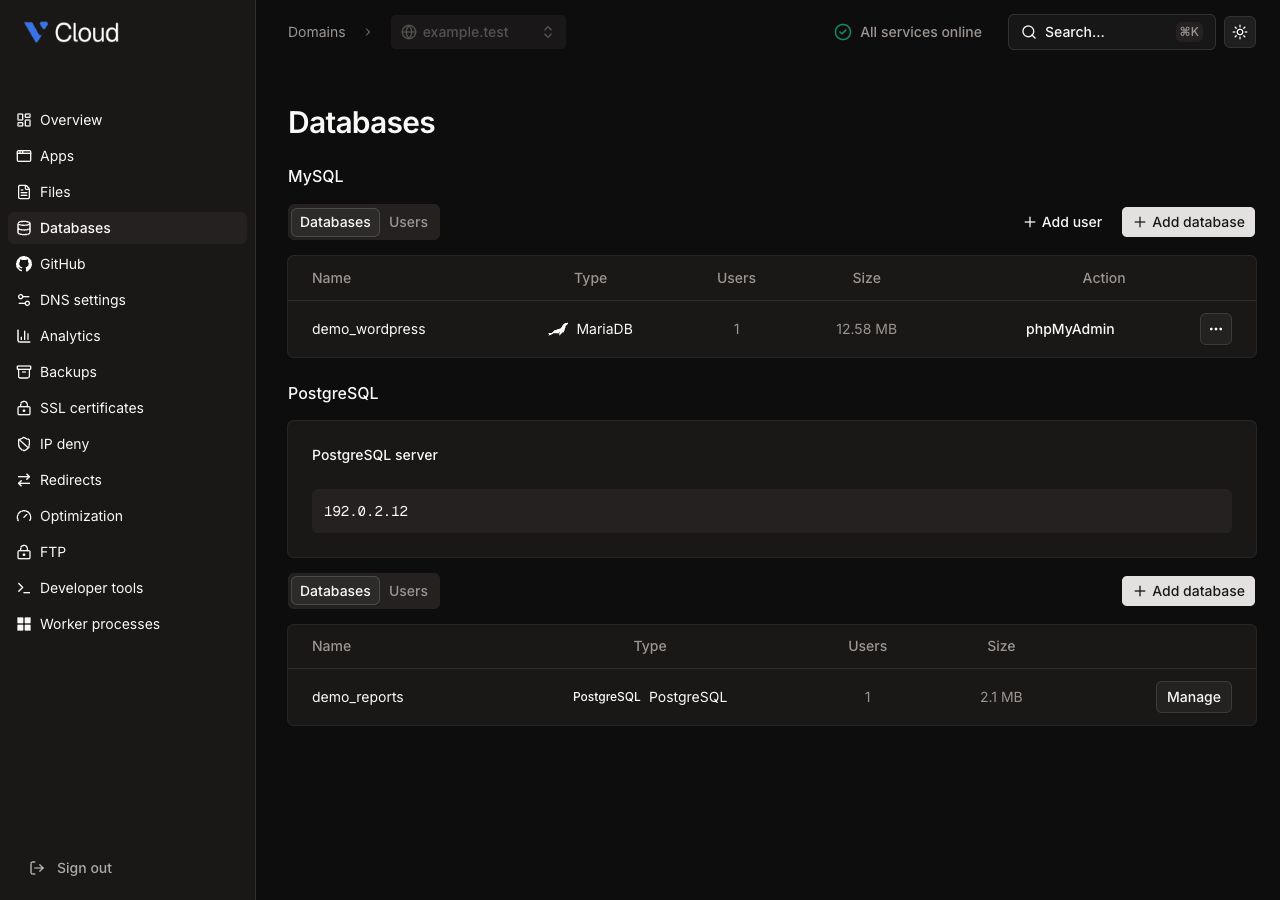 Cloud
Domains
example.test
All services online
Search...
⌘K
Overview
Apps
Files
Databases
GitHub
DNS settings
Analytics
Backups
SSL certificates
IP deny
Redirects
Optimization
FTP
Developer tools
Worker processes
Sign out
Databases
MySQL
Databases Users
Add user
Add database
Name Type Users Size Action
demo_wordpress MariaDB 1 12.58 MB phpMyAdmin
PostgreSQL
PostgreSQL server
192.0.2.12
Databases Users
Add database
Name Type Users Size
demo_reports PostgreSQL PostgreSQL 1 2.1 MB Manage